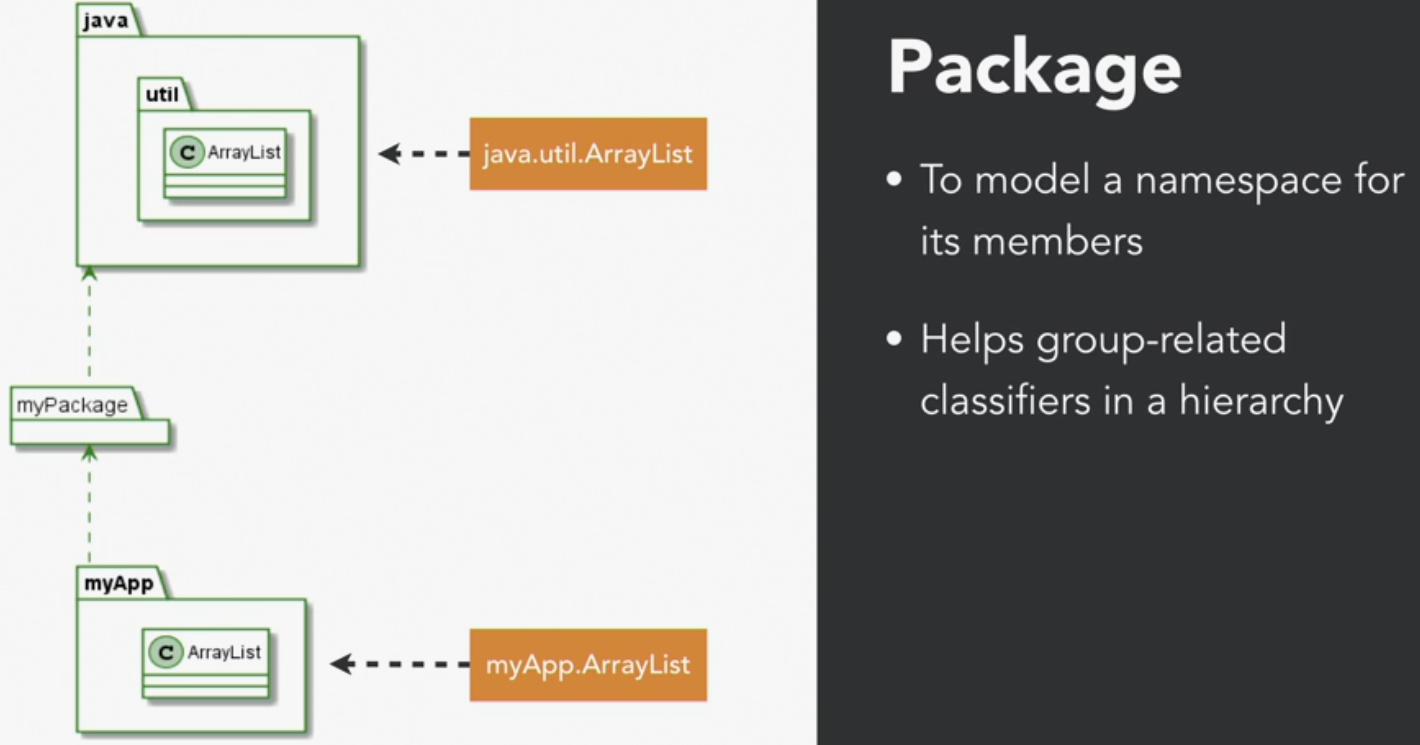 java
util
C ArrayList
java.util.ArrayList
myPackage
myApp
C ArrayList
myApp.ArrayList
Package
• To model a namespace for
its members
• Helps group-related
classifiers in a hierarchy